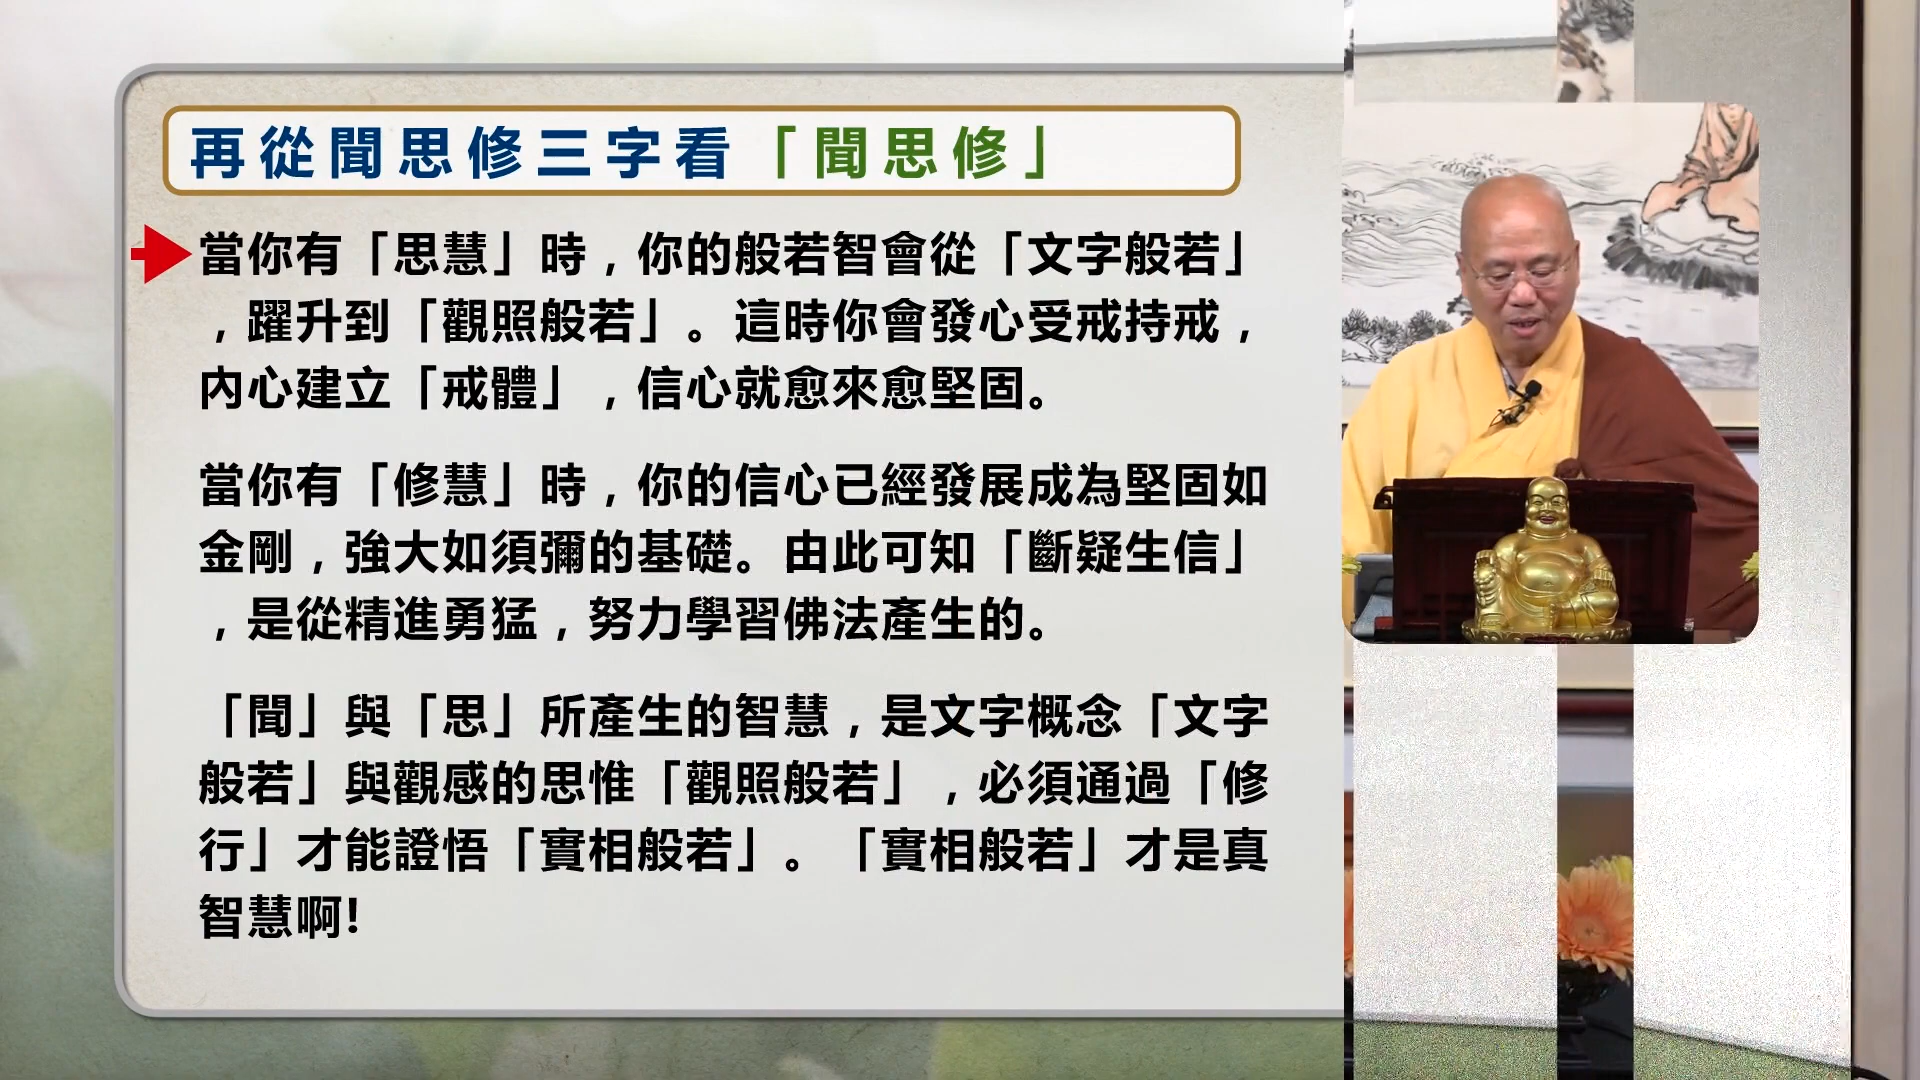 再從聞思修三字看「聞思修」
當你有「思慧」時，你的般若智會從「文字般若」
，躍升到「觀照般若」。這時你會發心受戒持戒，
內心建立「戒體」，信心就愈來愈堅固。
當你有「修慧」時，你的信心已經發展成為堅固如
金剛，強大如須彌的基礎。由此可知「斷疑生信」
，是從精進勇猛，努力學習佛法產生的。
「聞」與「思」所產生的智慧，是文字概念「文字
般若」與觀感的思惟「觀照般若」，必須通過「修
行」才能證悟「實相般若」。「實相般若」才是真
智慧啊!